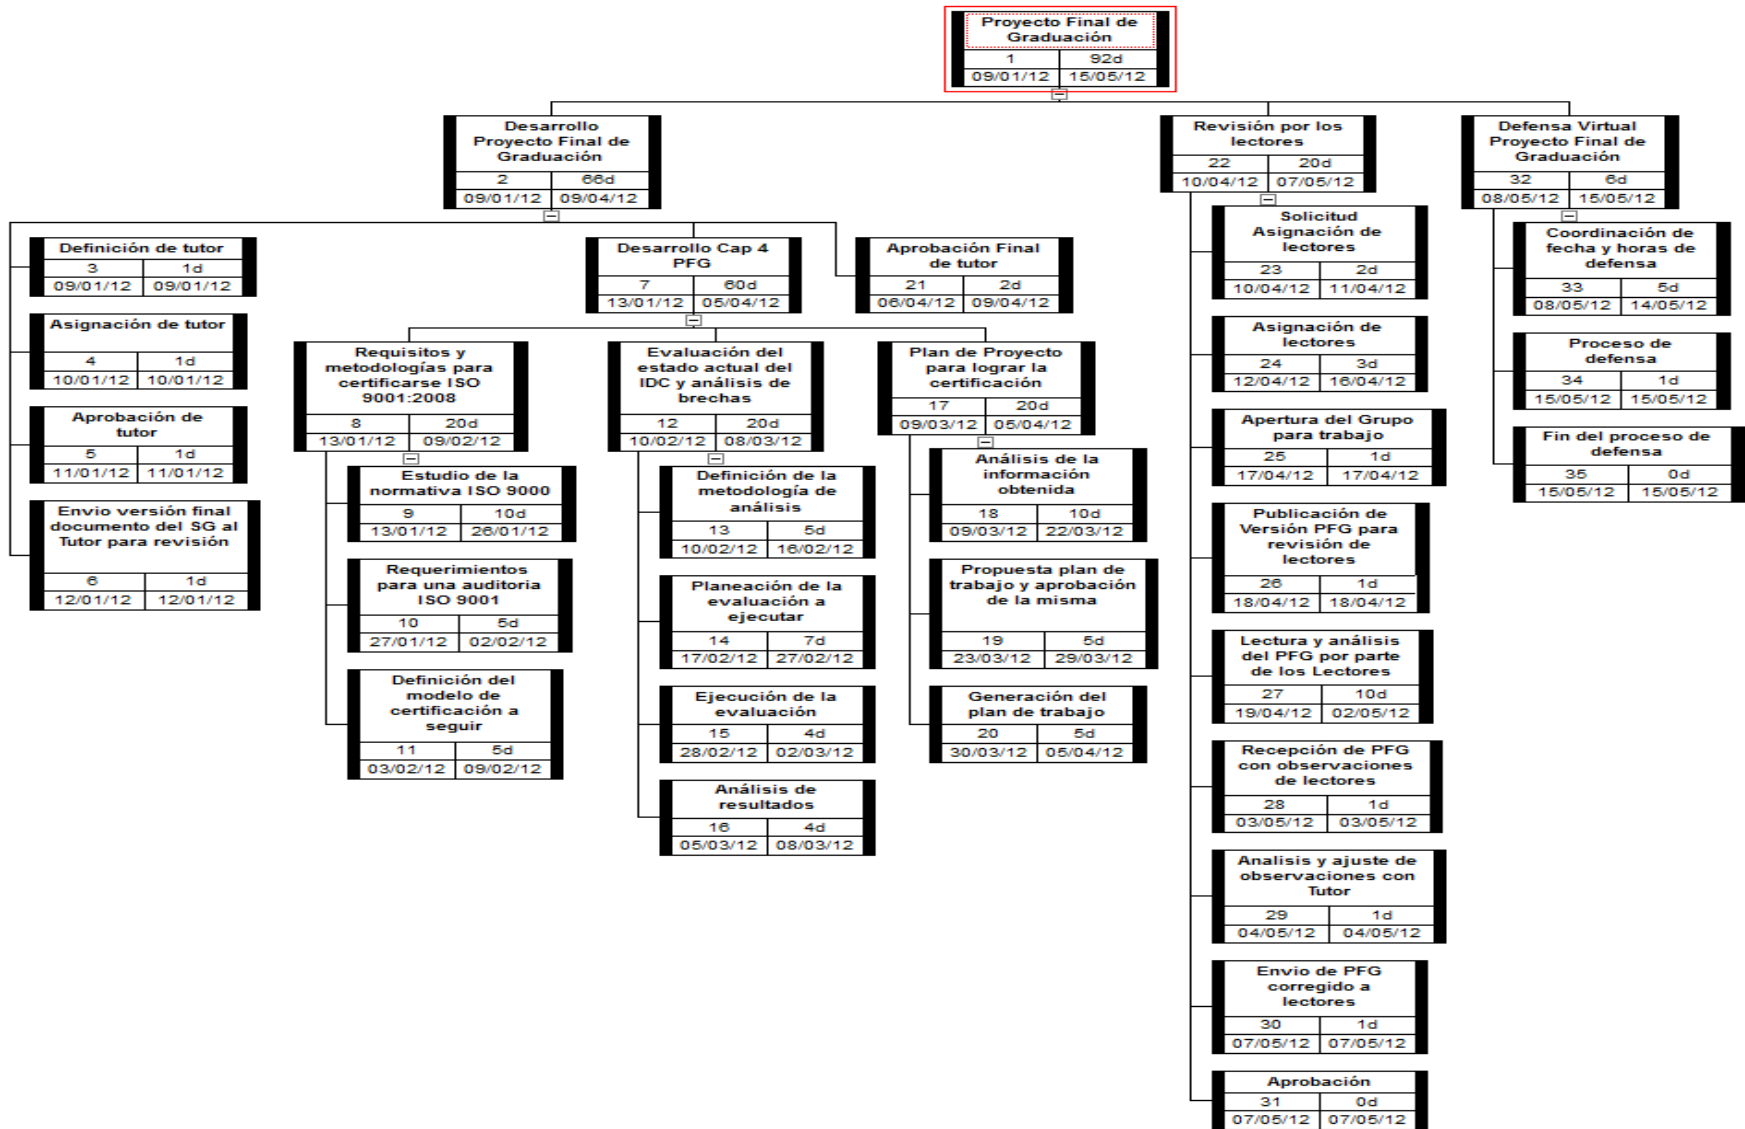 Proyecto Final de
Graduación
1 92d
09/01/12 15/05/12
Desarrollo
Proyecto Final de
Graduación
2 66d
09/01/12 09/04/12
Definición de tutor
3 1d
09/01/12 09/01/12
Asignación de tutor
4 1d
10/01/12 10/01/12
Aprobación de
tutor
5 1d
11/01/12 11/01/12
Envio versión final
documento del SG al
Tutor para revisión
6 1d
12/01/12 12/01/12
Desarrollo Cap 4
PFG
7 60d
13/01/12 05/04/12
Requisitos y
metodologías para
certificarse ISO
9001:2008
8 20d
13/01/12 09/02/12
Estudio de la
normativa ISO 9000
9 10d
13/01/12 26/01/12
Requerimientos
para una auditoria
ISO 9001
10 5d
27/01/12 02/02/12
Definición del
modelo de
certificación a
seguir
11 5d
03/02/12 09/02/12
Evaluación del
estado actual del
IDC y análisis de
brechas
12 20d
10/02/12 08/03/12
Definición de la
metodología de
análisis
13 5d
10/02/12 16/02/12
Planeación de la
evaluación a
ejecutar
14 7d
17/02/12 27/02/12
Ejecución de la
evaluación
15 4d
28/02/12 02/03/12
Análisis de
resultados
16 4d
05/03/12 08/03/12
Plan de Proyecto
para lograr la
certificación
17 20d
09/03/12 05/04/12
Análisis de la
información
obtenida
18 10d
09/03/12 22/03/12
Propuesta plan de
trabajo y aprobación
de la misma
19 5d
23/03/12 29/03/12
Generación del
plan de trabajo
20 5d
30/03/12 05/04/12
Aprobación Final
de tutor
21 2d
06/04/12 09/04/12
Revisión por los
lectores
22 20d
10/04/12 07/05/12
Solicitud
Asignación de
lectores
23 2d
10/04/12 11/04/12
Asignación de
lectores
24 3d
12/04/12 16/04/12
Apertura del Grupo
para trabajo
25 1d
17/04/12 17/04/12
Publicación de
Versión PFG para
revisión de
lectores
26 1d
18/04/12 18/04/12
Lectura y análisis
del PFG por parte
de los Lectores
27 10d
19/04/12 02/05/12
Recepción de PFG
con observaciones
de lectores
28 1d
03/05/12 03/05/12
Analisis y ajuste de
observaciones con
Tutor
29 1d
04/05/12 04/05/12
Envio de PFG
corregido a
lectores
30 1d
07/05/12 07/05/12
Aprobación
31 0d
07/05/12 07/05/12
Defensa Virtual
Proyecto Final de
Graduación
32 6d
08/05/12 15/05/12
Coordinación de
fecha y horas de
defensa
33 5d
08/05/12 14/05/12
Proceso de
defensa
34 1d
15/05/12 15/05/12
Fin del proceso de
defensa
35 0d
15/05/12 15/05/12